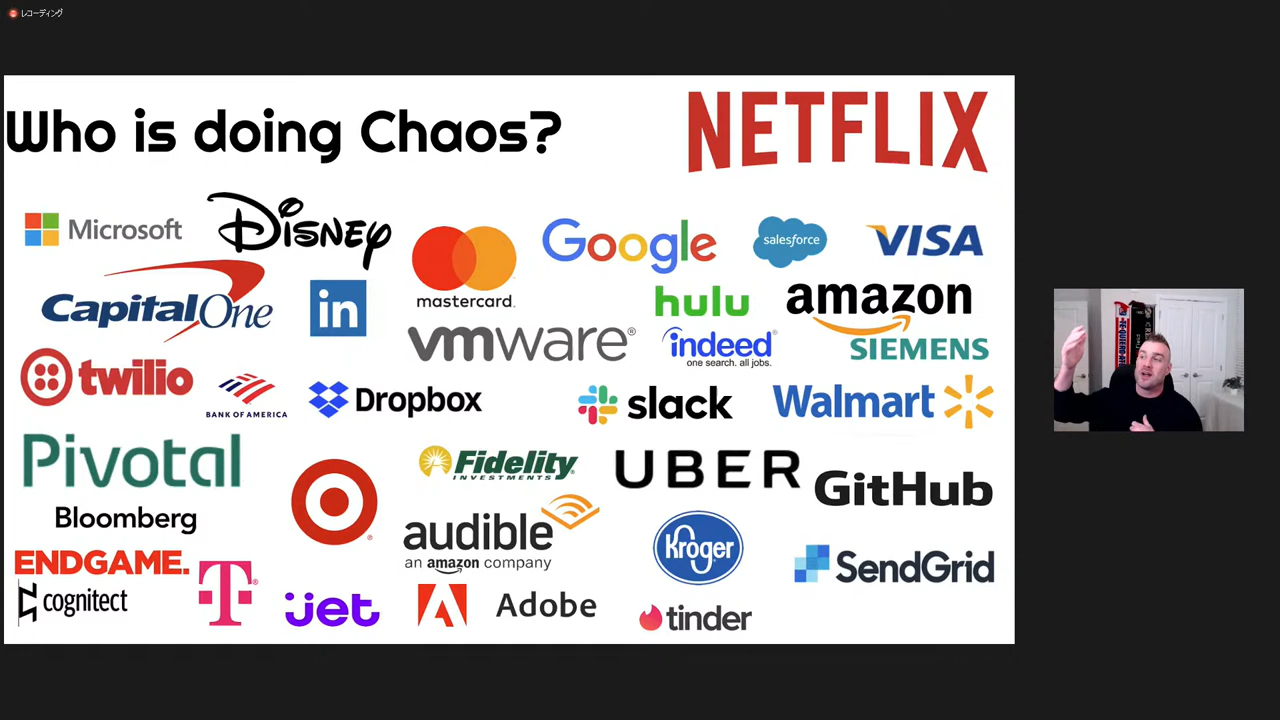 レコーディング
Who is doing Chaos?
NETFLIX
Microsoft
Disney
mastercard.
Google
salesforce
VISA
Capital One
in
hulu
amazon
vmware®
indeed
one search. all jobs.
SIEMENS
twilio
BANK OF AMERICA
Dropbox
slack
Walmart
Pivotal
Fidelity
INVESTMENTS
UBER
GitHub
Bloomberg
audible
an amazon company
Kroger
ENDGAME.
SendGrid
cognitect
T
jet
Adobe
tinder